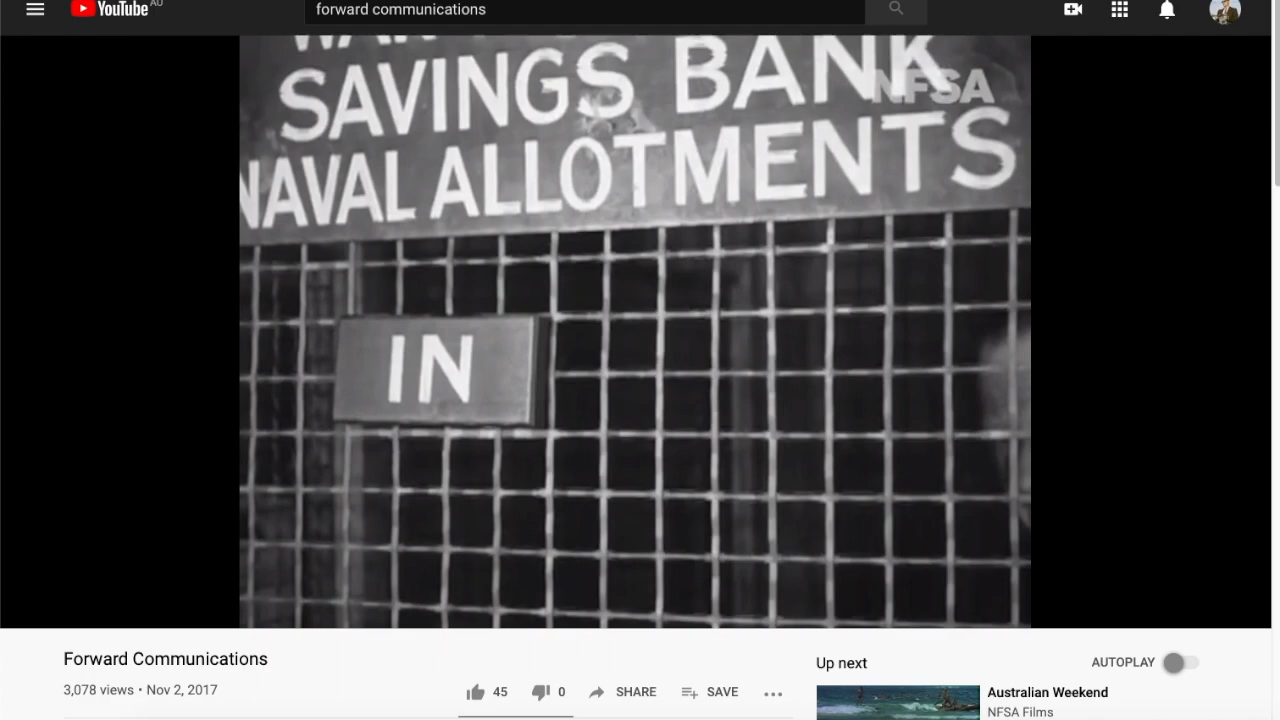 YouTube AU
forward communications
SAVINGS BANK
NFSA
NAVAL ALLOTMENTS
IN
Forward Communications
3,078 views • Nov 2, 2017
45
0
SHARE
SAVE
Up next
AUTOPLAY
Australian Weekend
NFSA Films